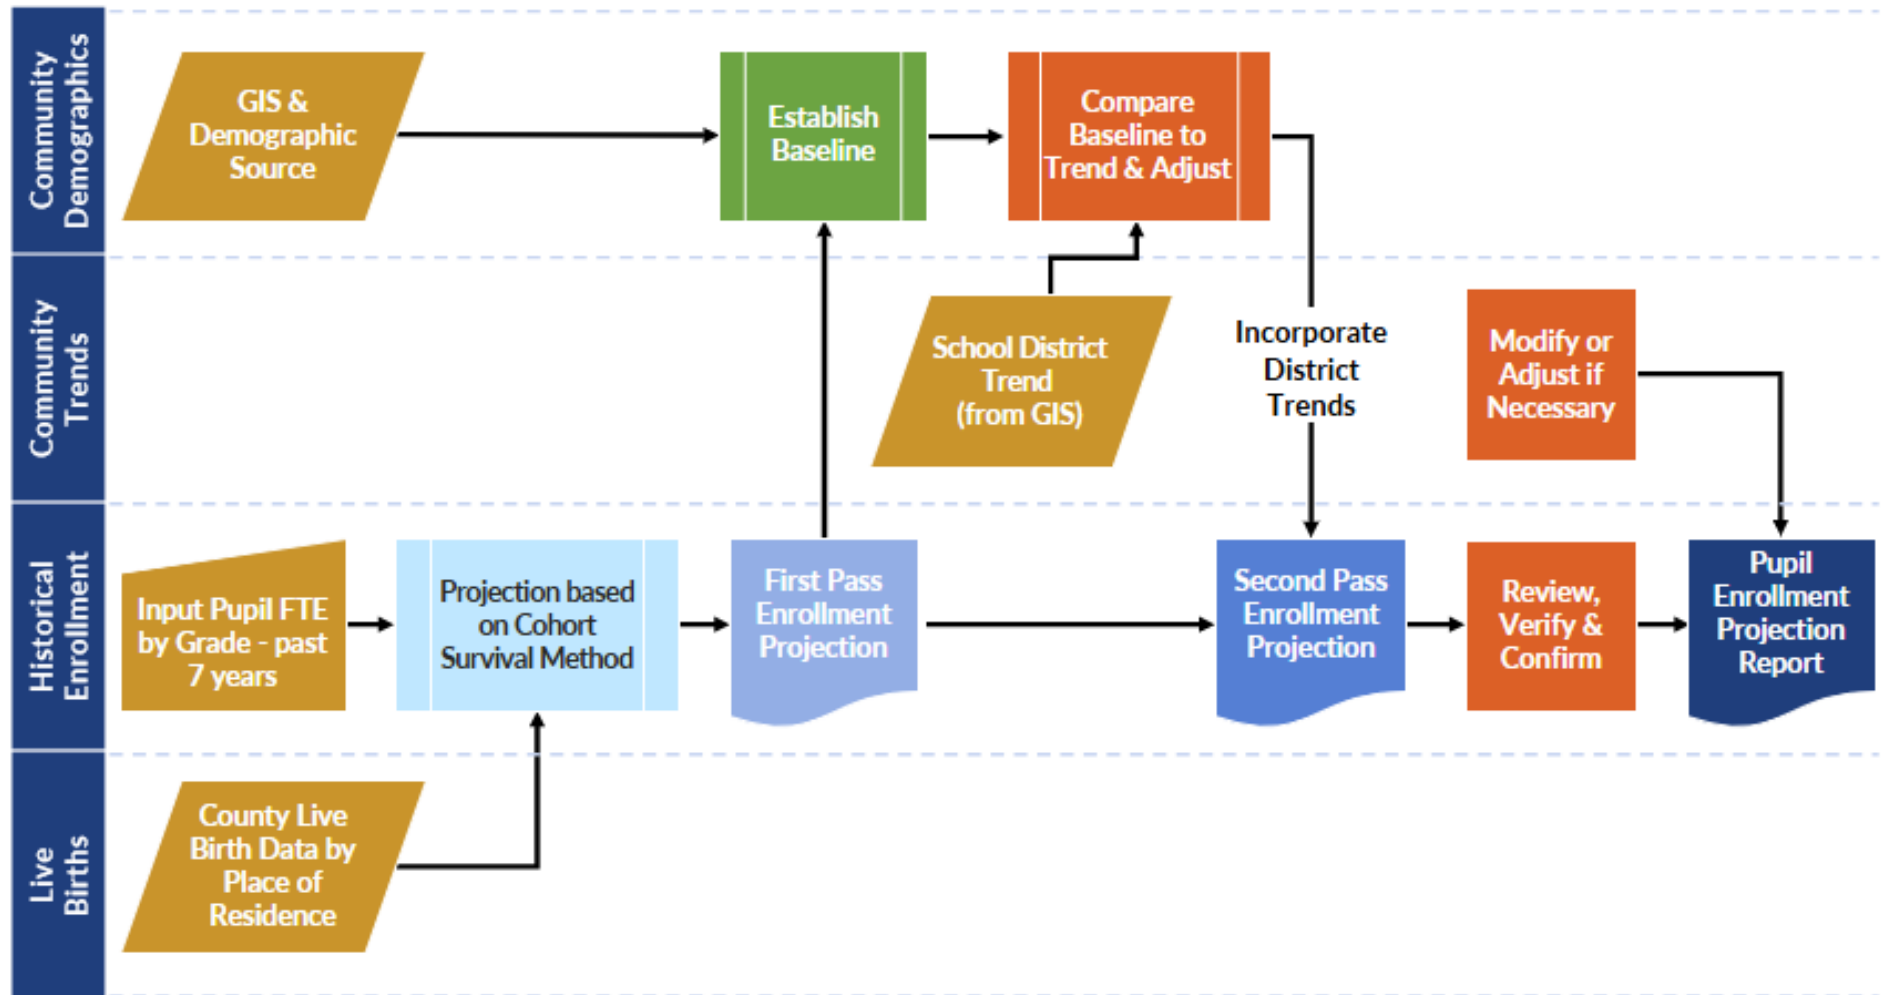 Community
Demographics
GIS &
Demographic
Source
Establish
Baseline
Compare
Baseline to
Trend & Adjust
Community
Trends
School District
Trend
(from GIS)
Incorporate
District
Trends
Modify or
Adjust if
Necessary
Historical
Enrollment
Input Pupil FTE
by Grade - past
7 years
Projection based
on Cohort
Survival Method
First Pass
Enrollment
Projection
Second Pass
Enrollment
Projection
Review,
Verify &
Confirm
Pupil
Enrollment
Projection
Report
Live
Births
County Live
Birth Data by
Place of
Residence